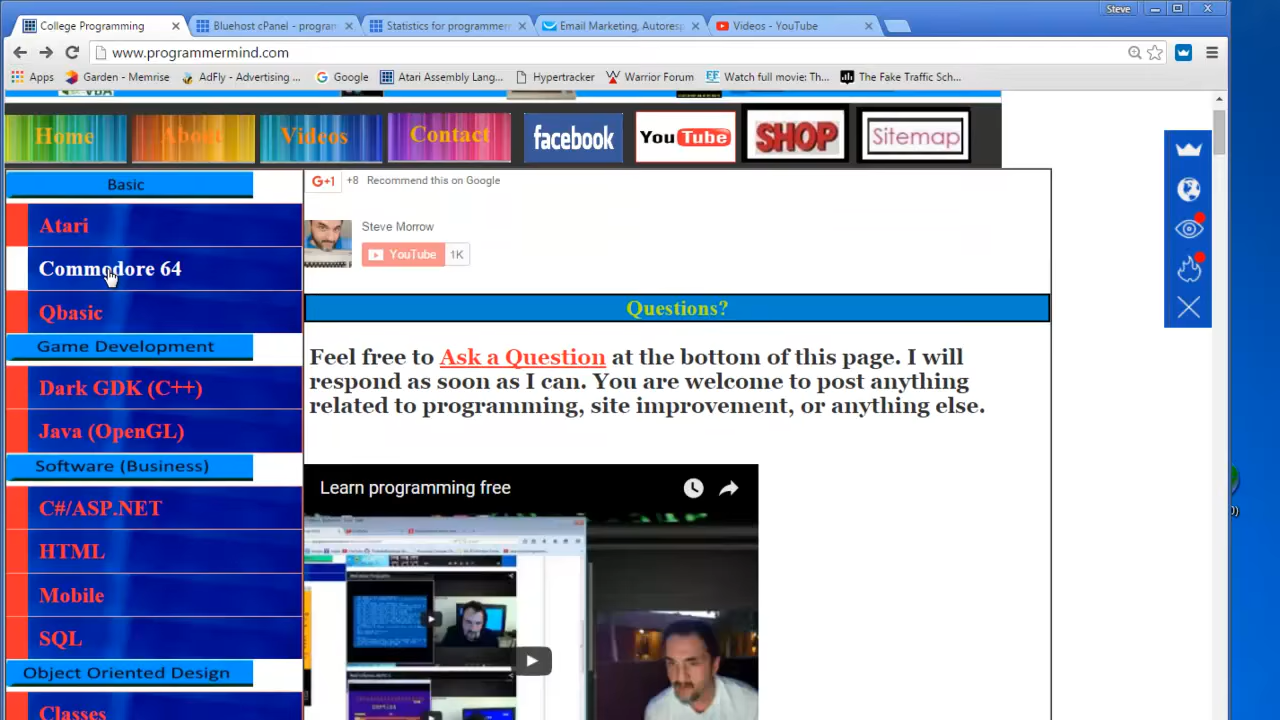 Steve
College Programming
Bluehost cPanel - program
Statistics for programmer
Email Marketing, Autoresp
Videos - YouTube
www.programmermind.com
Apps
Garden - Memrise
AdFly - Advertising ...
Google
Atari Assembly Lang...
Hypertracker
Warrior Forum
Watch full movie: Th...
The Fake Traffic Sch...
VBA
Home
About
Videos
Contact
facebook
You Tube
SHOP
Sitemap
Basic
Atari
Commodore 64
Qbasic
Game Development
Dark GDK (C++)
Java (OpenGL)
Software (Business)
C#/ASP.NET
HTML
Mobile
SQL
Object Oriented Design
Classes
G+1
+8 Recommend this on Google
Steve Morrow
YouTube 1K
Questions?
Feel free to Ask a Question at the bottom of this page. I will
respond as soon as I can. You are welcome to post anything
related to programming, site improvement, or anything else.
Learn programming free